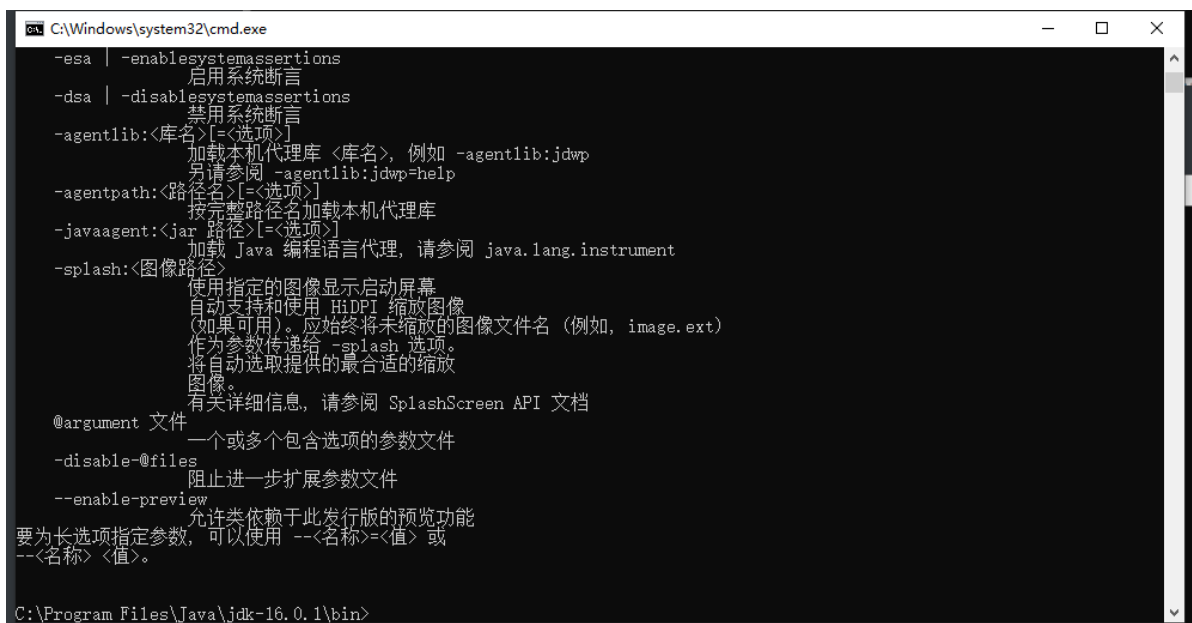 C:\Windows\system32\cmd.exe
-esa | -enablesystemassertions
启用系统断言
-dsa | -disablesystemassertions
禁用系统断言
-agentlib:<库名>[=<选项>]
加载本机代理库 <库名>, 例如 -agentlib:jdwp
另请参阅 -agentlib:jdwp=help
-agentpath:<路径名>[=<选项>]
按完整路径名加载本机代理库
-javaagent:<jar 路径>[=<选项>]
加载 Java 编程语言代理, 请参阅 java.lang.instrument
-splash:<图像路径>
使用指定的图像显示启动屏幕
自动支持和使用 HiDPI 缩放图像
(如果可用)。应始终将未缩放的图像文件名 (例如, image.ext)
作为参数传递给 -splash 选项。
将自动选取提供的最合适的缩放
图像。
有关详细信息, 请参阅 SplashScreen API 文档
@argument 文件
一个或多个包含选项的参数文件
-disable-@files
阻止进一步扩展参数文件
--enable-preview
允许类依赖于此发行版的预览功能
要为长选项指定参数, 可以使用 --<名称>=<值> 或
--<名称> <值>。
C:\Program Files\Java\jdk-16.0.1\bin>